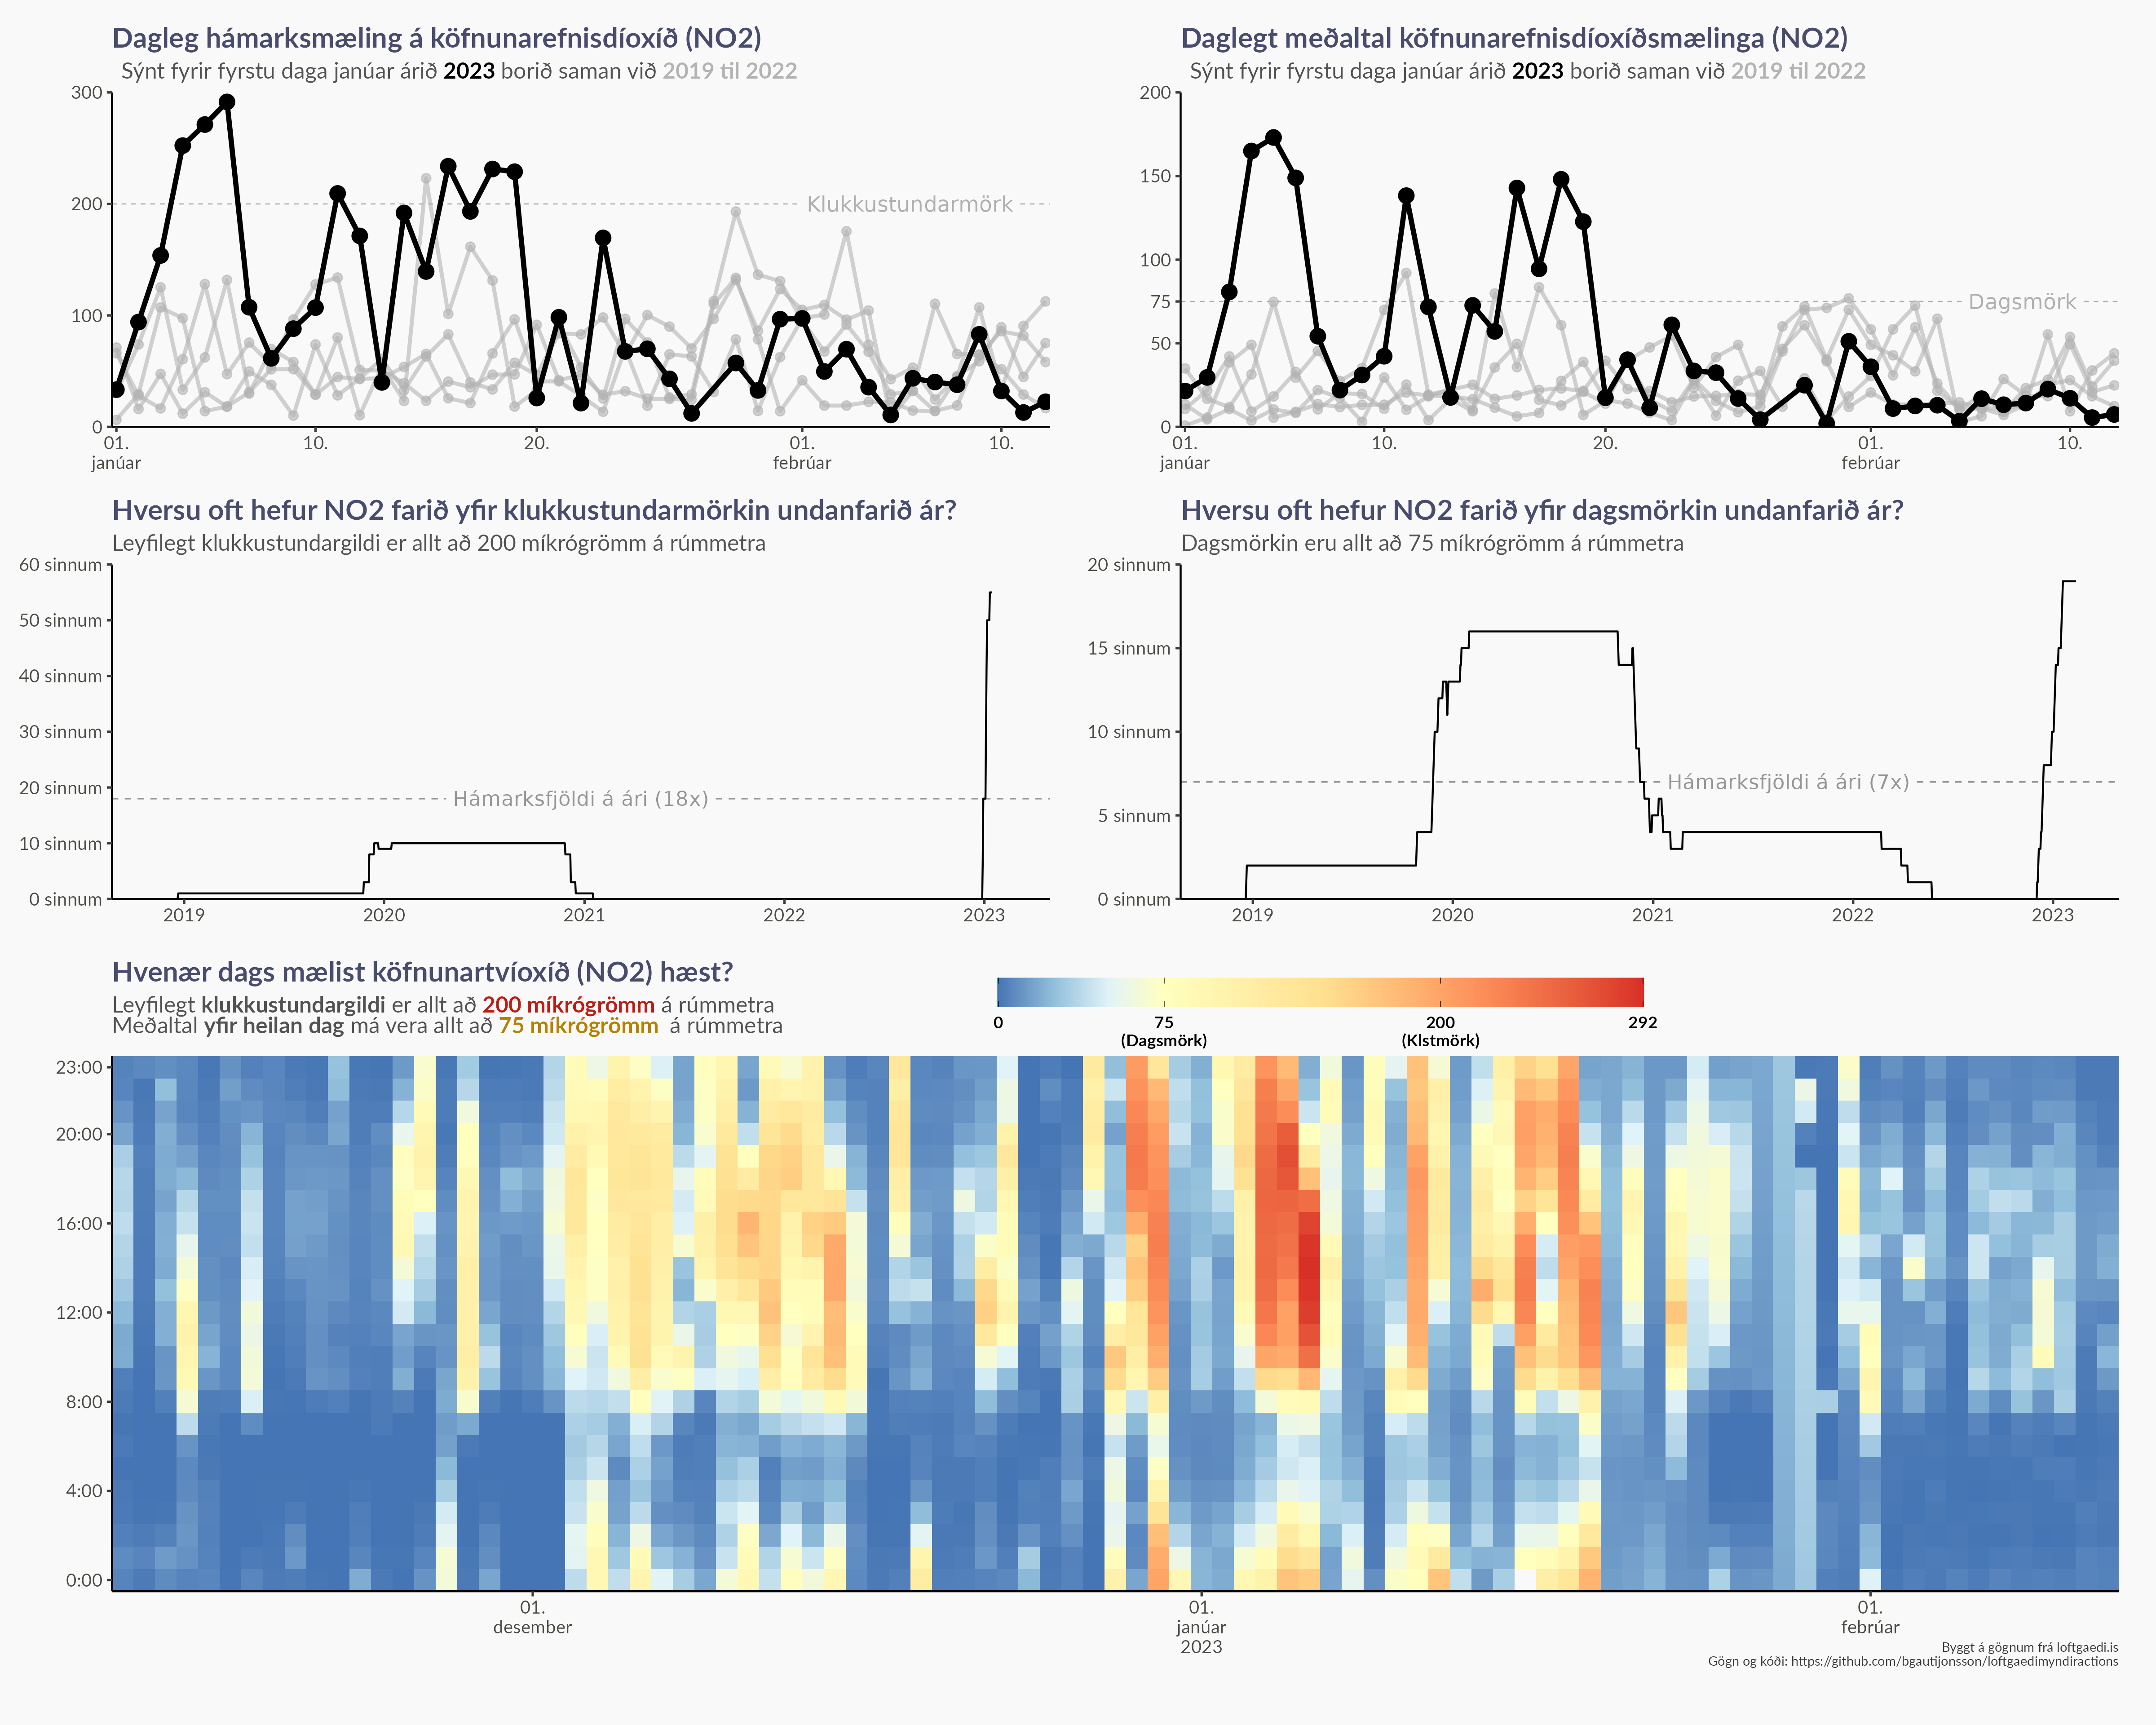 Dagleg hámarksmæling á köfnunarefnisdíoxíð (NO2)
Sýnt fyrir fyrstu daga janúar árið 2023 borið saman við 2019 til 2022
300
200
100
0
Klukkustundarmörk
01.
janúar
10.
20.
01.
febrúar
10.
Daglegt meðaltal köfnunarefnisdíoxíðsmælinga (NO2)
Sýnt fyrir fyrstu daga janúar árið 2023 borið saman við 2019 til 2022
200
150
100
75
50
0
Dagsmörk
01.
janúar
10.
20.
01.
febrúar
10.
Hversu oft hefur NO2 farið yfir klukkustundarmörkin undanfarið ár?
Leyfilegt klukkustundargildi er allt að 200 míkrógrömm á rúmmetra
60 sinnum
50 sinnum
40 sinnum
30 sinnum
20 sinnum
10 sinnum
0 sinnum
Hámarksfjöldi á ári (18x)
2019
2020
2021
2022
2023
Hversu oft hefur NO2 farið yfir dagsmörkin undanfarið ár?
Dagsmörkin eru allt að 75 míkrógrömm á rúmmetra
20 sinnum
15 sinnum
10 sinnum
5 sinnum
0 sinnum
Hámarksfjöldi á ári (7x)
2019
2020
2021
2022
2023
Hvenær dags mælist köfnunartvíoxíð (NO2) hæst?
Leyfilegt klukkustundargildi er allt að 200 míkrógrömm á rúmmetra
Meðaltal yfir heilan dag má vera allt að 75 míkrógrömm á rúmmetra
0
75
(Dagsmörk)
200
(Klstmörk)
292
23:00
20:00
16:00
12:00
8:00
4:00
0:00
01.
desember
01.
janúar
2023
01.
febrúar
Byggt á gögnum frá loftgaedi.is
Gögn og kóði: https://github.com/bgautijonsson/loftgaedimyndiractions